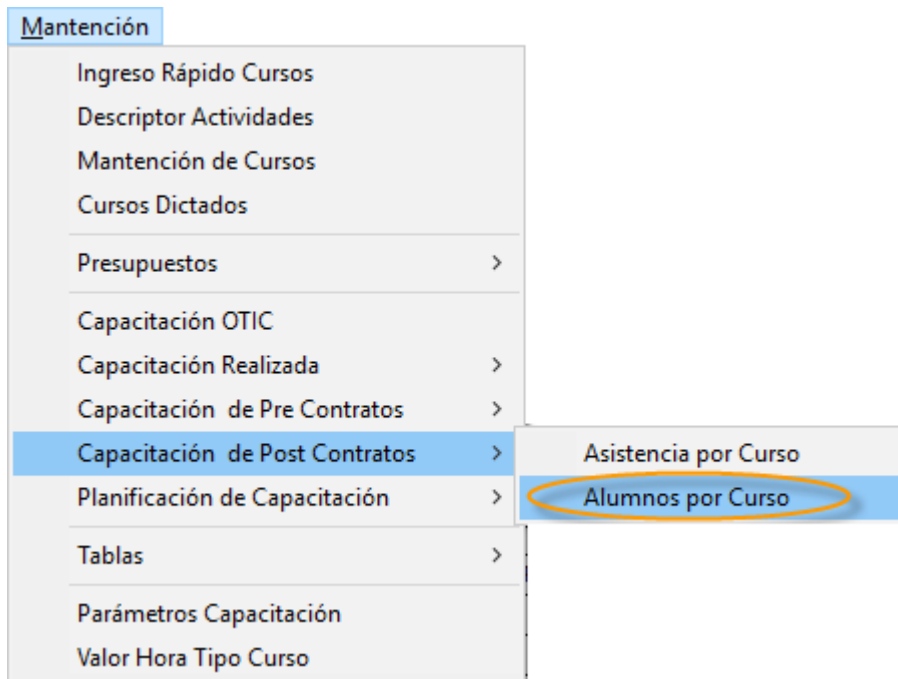 Mantención
Ingreso Rápido Cursos
Descriptor Actividades
Mantención de Cursos
Cursos Dictados
Presupuestos
Capacitación OTIC
Capacitación Realizada
Capacitación  de Pre Contratos
Capacitación  de Post Contratos
Asistencia por Curso
Planificación de Capacitación
Alumnos por Curso
Tablas
Parámetros Capacitación
Valor Hora Tipo Curso